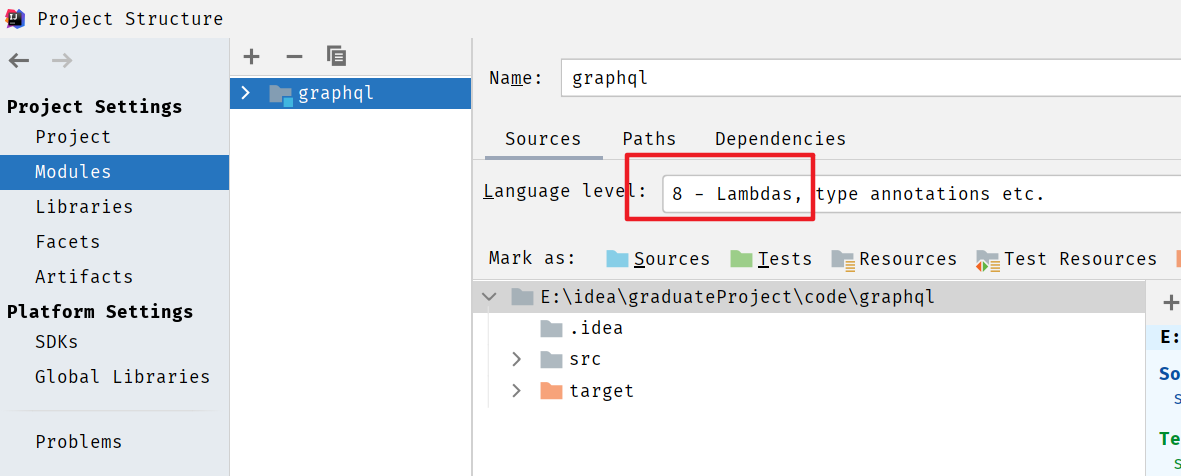 Project Structure
Project Settings
Project
Modules
Libraries
Facets
Artifacts
Platform Settings
SDKs
Global Libraries
Problems
graphql
Name: graphql
Sources Paths Dependencies
Language level: 8 - Lambdas, type annotations etc.
Mark as: Sources Tests Resources Test Resources
E:\idea\graduateProject\code\graphql
.idea
src
target
E:
So
s
Te
s